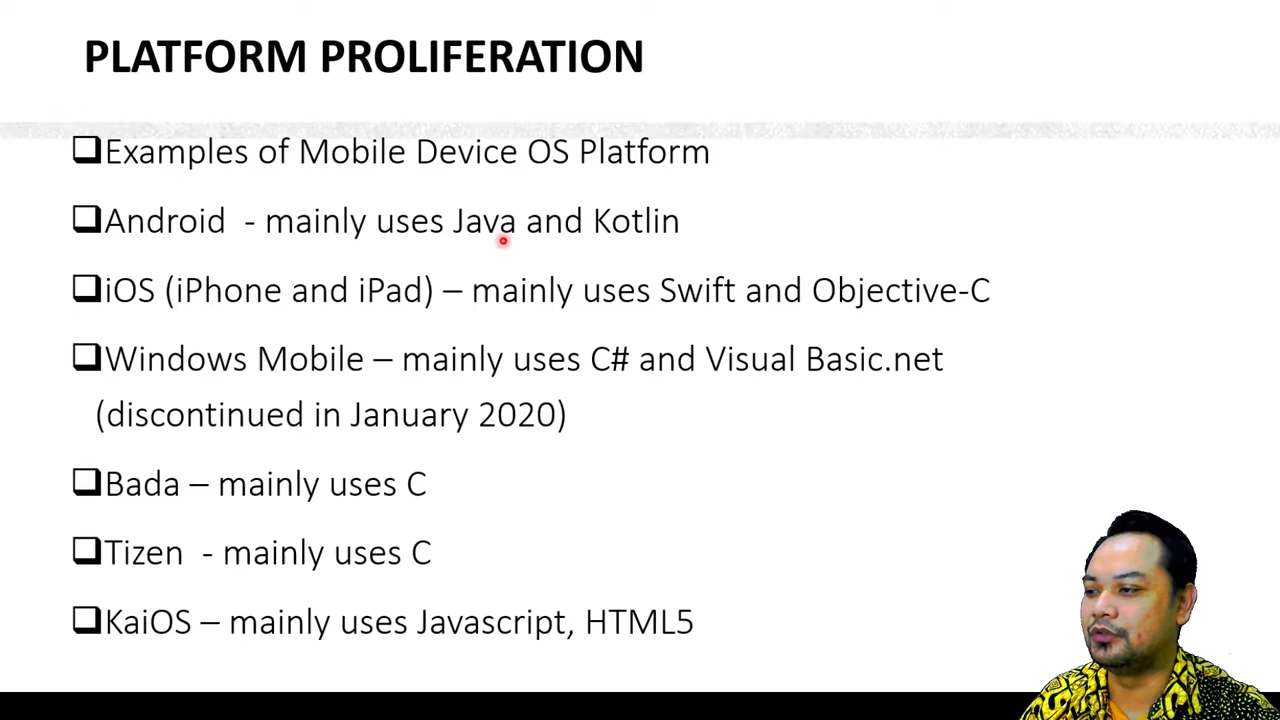 PLATFORM PROLIFERATION
Examples of Mobile Device OS Platform
Android - mainly uses Java and Kotlin
iOS (iPhone and iPad) – mainly uses Swift and Objective-C
Windows Mobile – mainly uses C# and Visual Basic.net
(discontinued in January 2020)
Bada – mainly uses C
Tizen - mainly uses C
KaiOS – mainly uses Javascript, HTML5